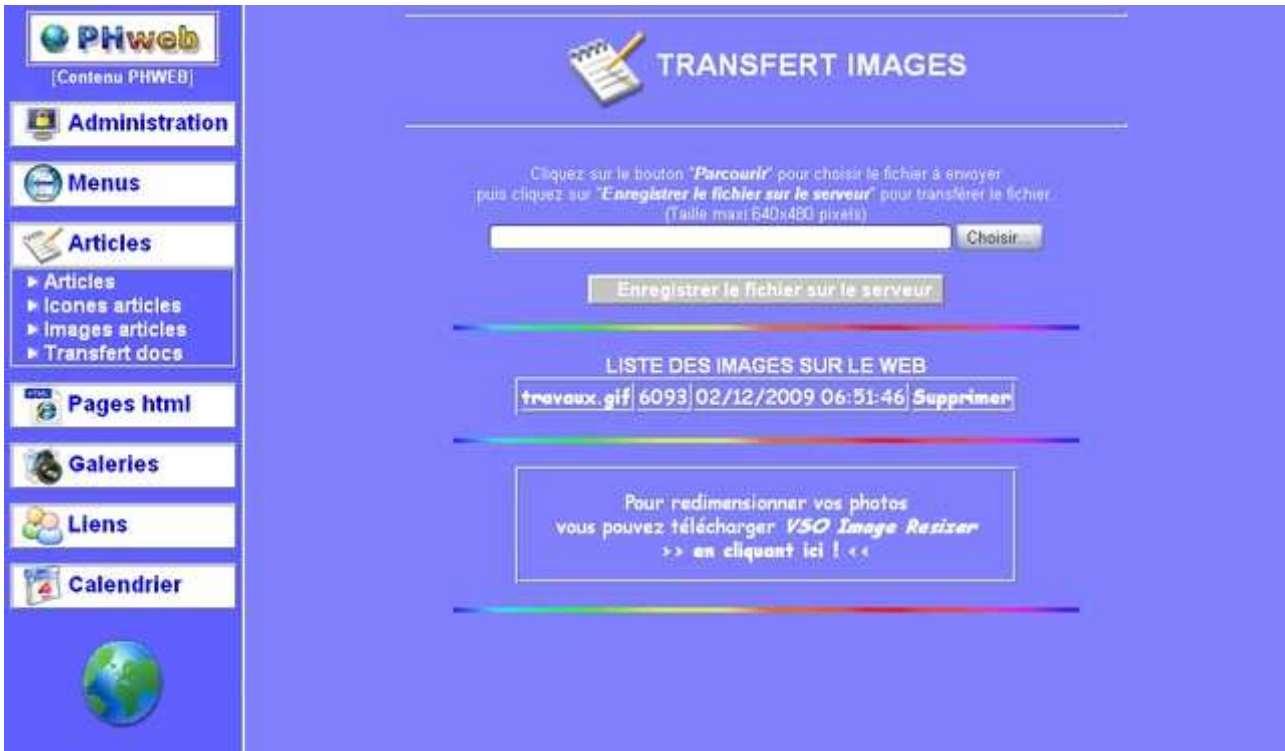 PHweb
[Contenu PHWEB]
Administration
Menus
Articles
Articles
Icones articles
Images articles
Transfert docs
Pages html
Galeries
Liens
Calendrier
TRANSFERT IMAGES
Cliquez sur le bouton "Parcourir" pour choisir le fichier à envoyer
puis cliquez sur "Enregistrer le fichier sur le serveur" pour transférer le fichier.
(Taille maxi 640x480 pixels)
Choisir...
Enregistrer le fichier sur le serveur
LISTE DES IMAGES SUR LE WEB
travaux.gif 6093 02/12/2009 06:51:46 Supprimer
Pour redimensionner vos photos
vous pouvez télécharger VSO Image Resizer
>> en cliquant ici ! <<